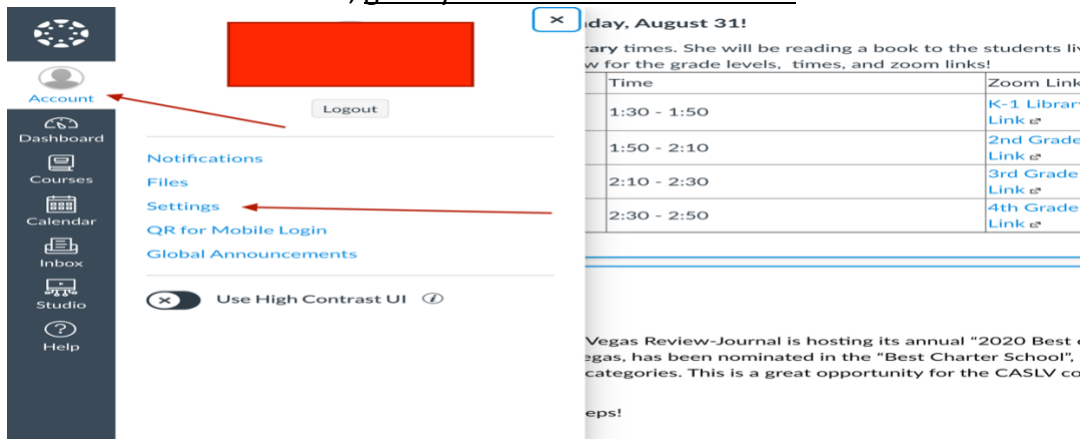 day, August 31!
ary times. She will be reading a book to the students
for the grade levels, times, and zoom links!
Time
Zoom Link
1:30 - 1:50
K-1
Link
1:50 - 2:10
2nd Grade
Link
2:10 - 2:30
3rd Grade
Link
2:30 - 2:50
4th Grade
Link
Account
Dashboard
Courses
Calendar
Inbox
Studio
Help
Logout
Notifications
Files
Settings
QR for Mobile Login
Global Announcements
Use High Contrast UI
Vegas Review-Journal is hosting its annual “2020 Best
egas, has been nominated in the “Best Charter School”,
categories. This is a great opportunity for the CASLV
eps!